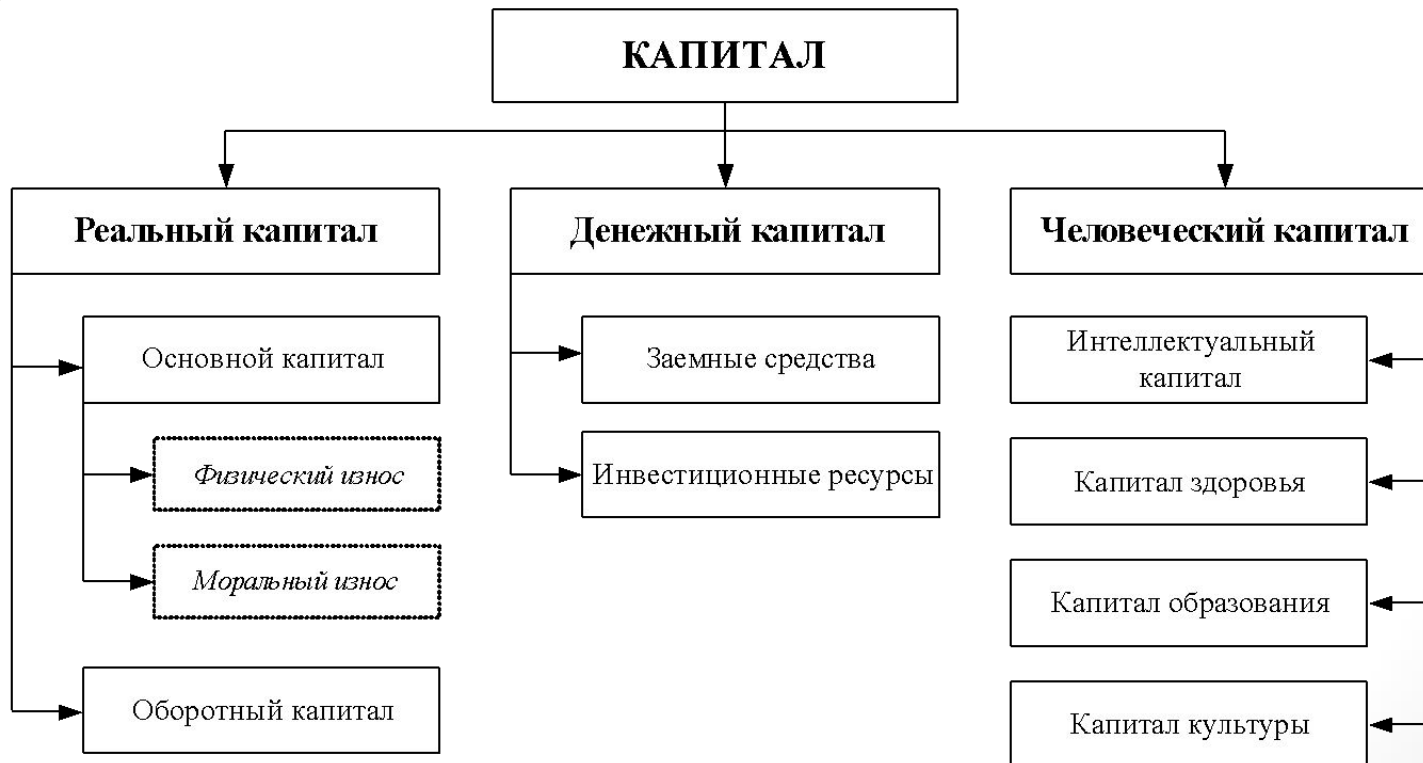 КАПИТАЛ
Реальный капитал
Основной капитал
Физический износ
Моральный износ
Оборотный капитал
Денежный капитал
Заемные средства
Инвестиционные ресурсы
Человеческий капитал
Интеллектуальный
капитал
Капитал здоровья
Капитал образования
Капитал культуры